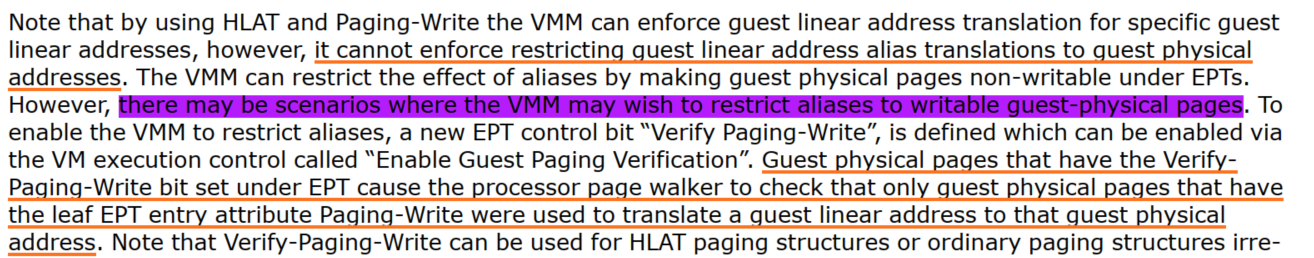 Note that by using HLAT and Paging-Write the VMM can enforce guest linear address translation for specific guest
linear addresses, however, it cannot enforce restricting guest linear address alias translations to guest physical
addresses. The VMM can restrict the effect of aliases by making guest physical pages non-writable under EPTs.
However, there may be scenarios where the VMM may wish to restrict aliases to writable guest-physical pages. To
enable the VMM to restrict aliases, a new EPT control bit “Verify Paging-Write”, is defined which can be enabled via
the VM execution control called “Enable Guest Paging Verification”. Guest physical pages that have the Verify-
Paging-Write bit set under EPT cause the processor page walker to check that only guest physical pages that have
the leaf EPT entry attribute Paging-Write were used to translate a guest linear address to that guest physical
address. Note that Verify-Paging-Write can be used for HLAT paging structures or ordinary paging structures irre-